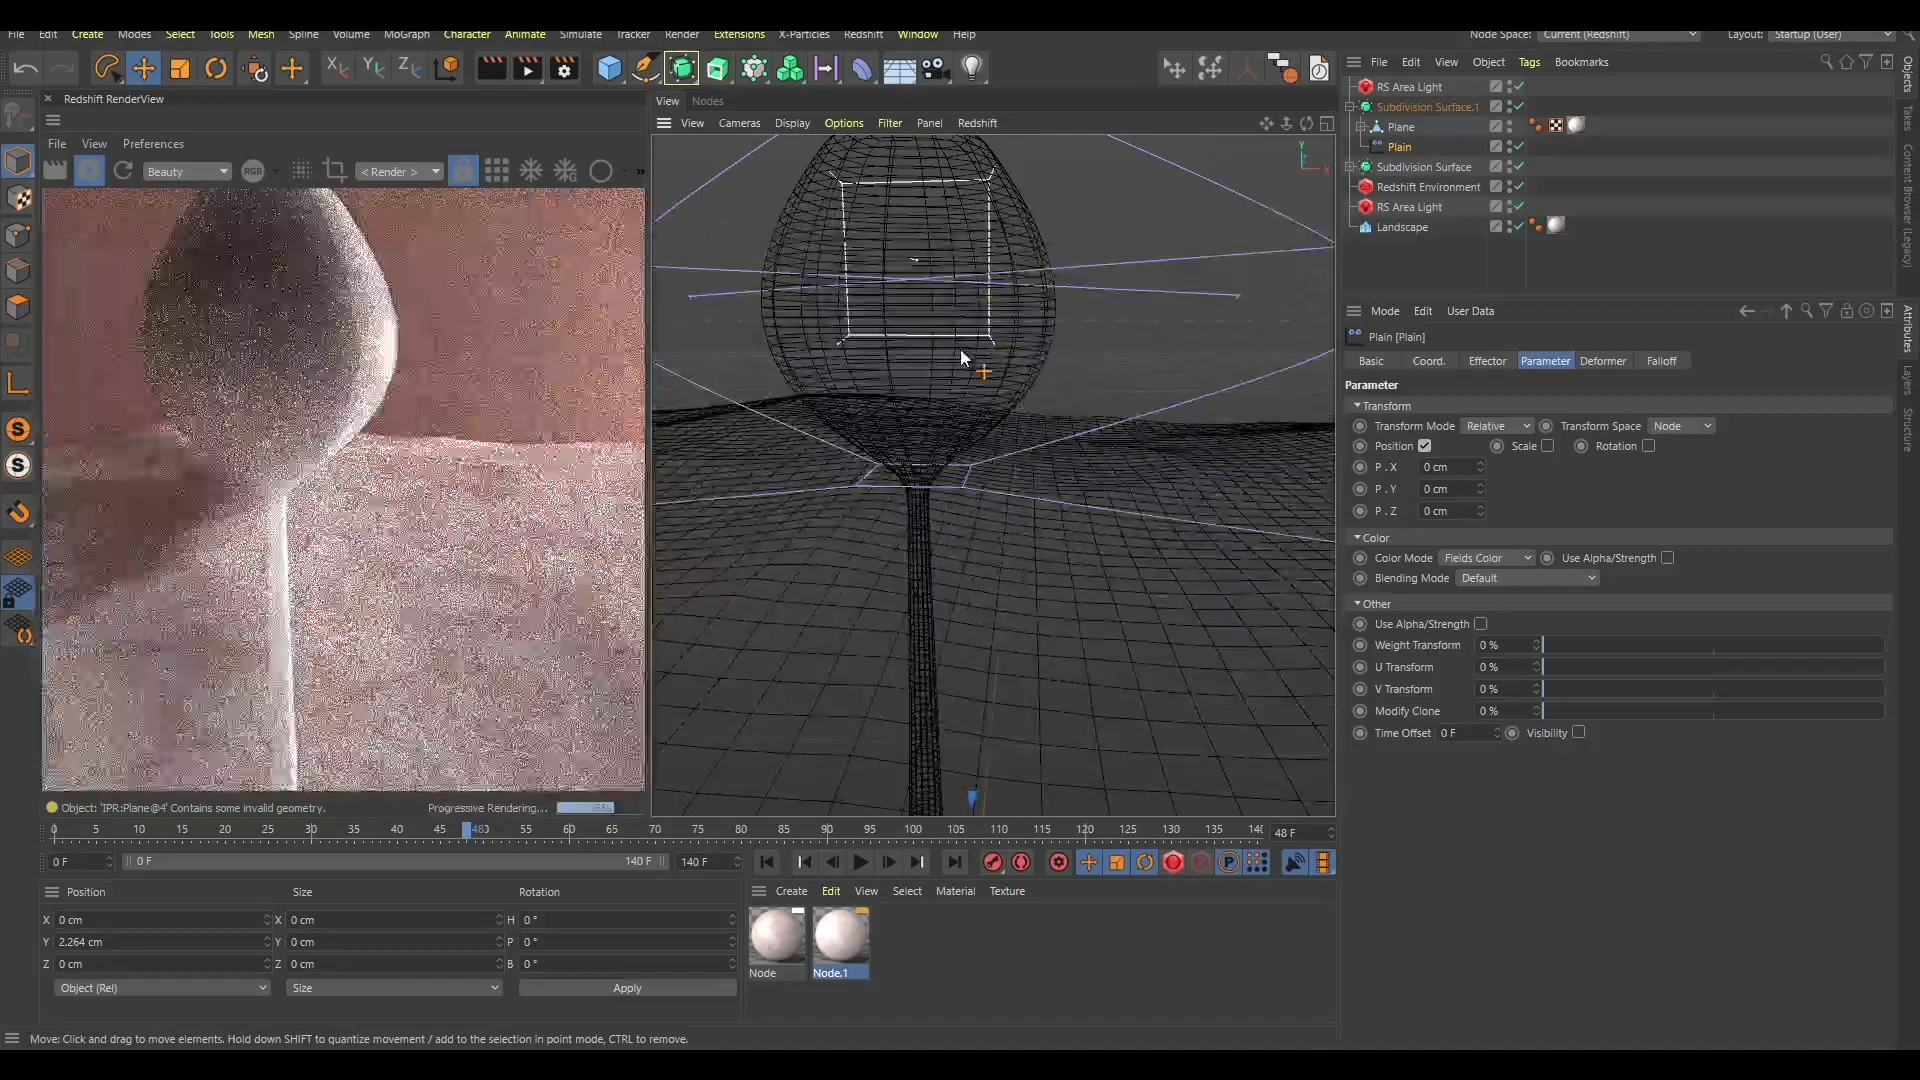 File Edit Create Modes Select Tools Mesh Spline Volume MoGraph Character Animate Simulate Tracker Render Extensions X-Particles Redshift Window Help
Node Space: Current (Redshift) Layout: Startup (User)
Redshift RenderView
File View Preferences
Beauty RGB < Render >
View Nodes
View Cameras Display Options Filter Panel Redshift
Y
Z
X
File Edit View Object Tags Bookmarks
RS Area Light
Subdivision Surface.1
Plane
Plain
Subdivision Surface
Redshift Environment
RS Area Light
Landscape
Objects
Takes
Content Browser (Legacy)
Attributes
Layers
Structure
Mode Edit User Data
Plain [Plain]
Basic Coord. Effector Parameter Deformer Falloff
Parameter
Transform
Transform Mode Relative Transform Space Node
Position Scale Rotation
P . X 0 cm
P . Y 0 cm
P . Z 0 cm
Color
Color Mode Fields Color Use Alpha/Strength
Blending Mode Default
Other
Use Alpha/Strength
Weight Transform 0 %
U Transform 0 %
V Transform 0 %
Modify Clone 0 %
Time Offset 0 F Visibility
Object: 'IPR:Plane@4' Contains some invalid geometry. Progressive Rendering...
0 5 10 15 20 25 30 35 40 45 48 55 60 65 70 75 80 85 90 95 100 105 110 115 120 125 130 135 48 F
0 F 0 F 140 F 140 F
Position Size Rotation
X 0 cm X 0 cm H 0 °
Y 2.264 cm Y 0 cm P 0 °
Z 0 cm Z 0 cm B 0 °
Object (Rel) Size Apply
Create Edit View Select Material Texture
Node Node.1
Move: Click and drag to move elements. Hold down SHIFT to quantize movement / add to the selection in point mode, CTRL to remove.